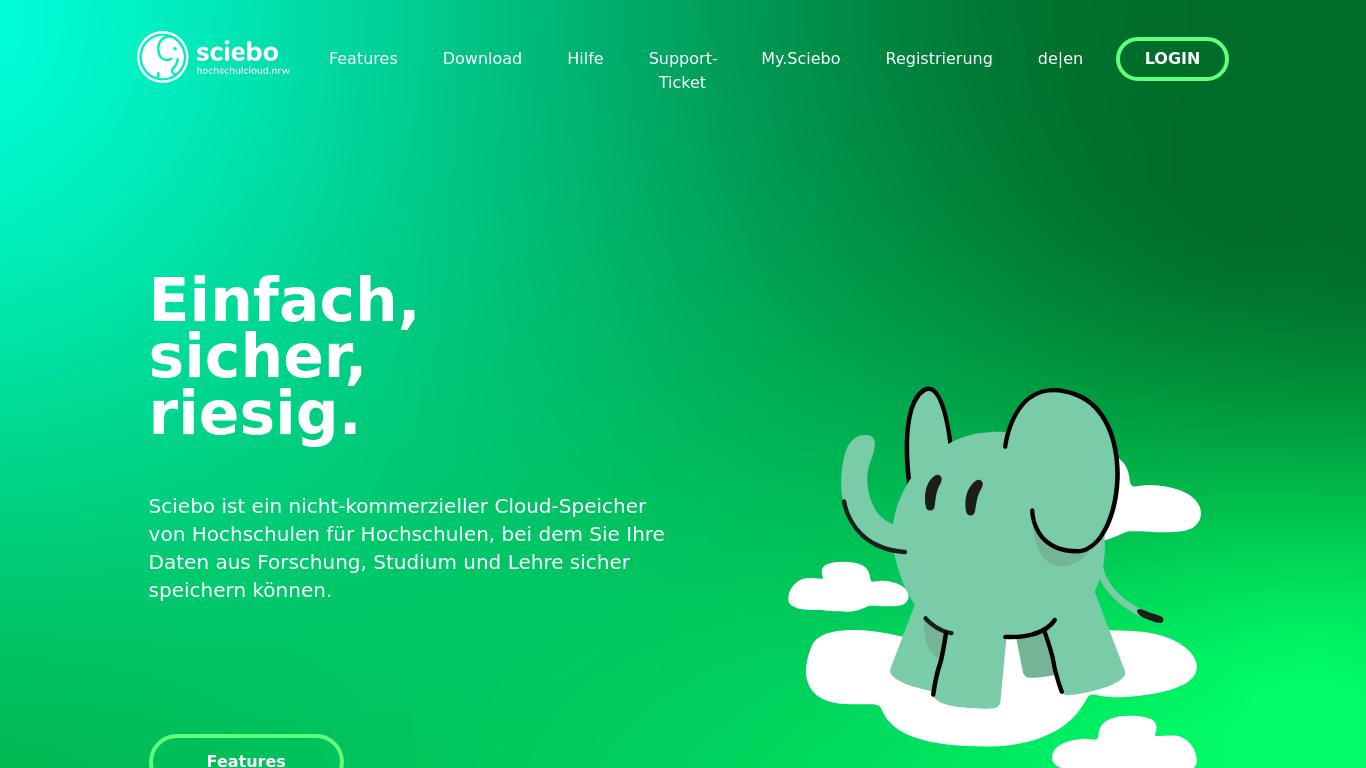 sciebo
hochschulcloud.nrw
Features
Download
Hilfe
Support-
Ticket
My.Sciebo
Registrierung
de|en
LOGIN
Einfach,
sicher,
riesig.
Sciebo ist ein nicht-kommerzieller Cloud-Speicher
von Hochschulen für Hochschulen, bei dem Sie Ihre
Daten aus Forschung, Studium und Lehre sicher
speichern können.
Features